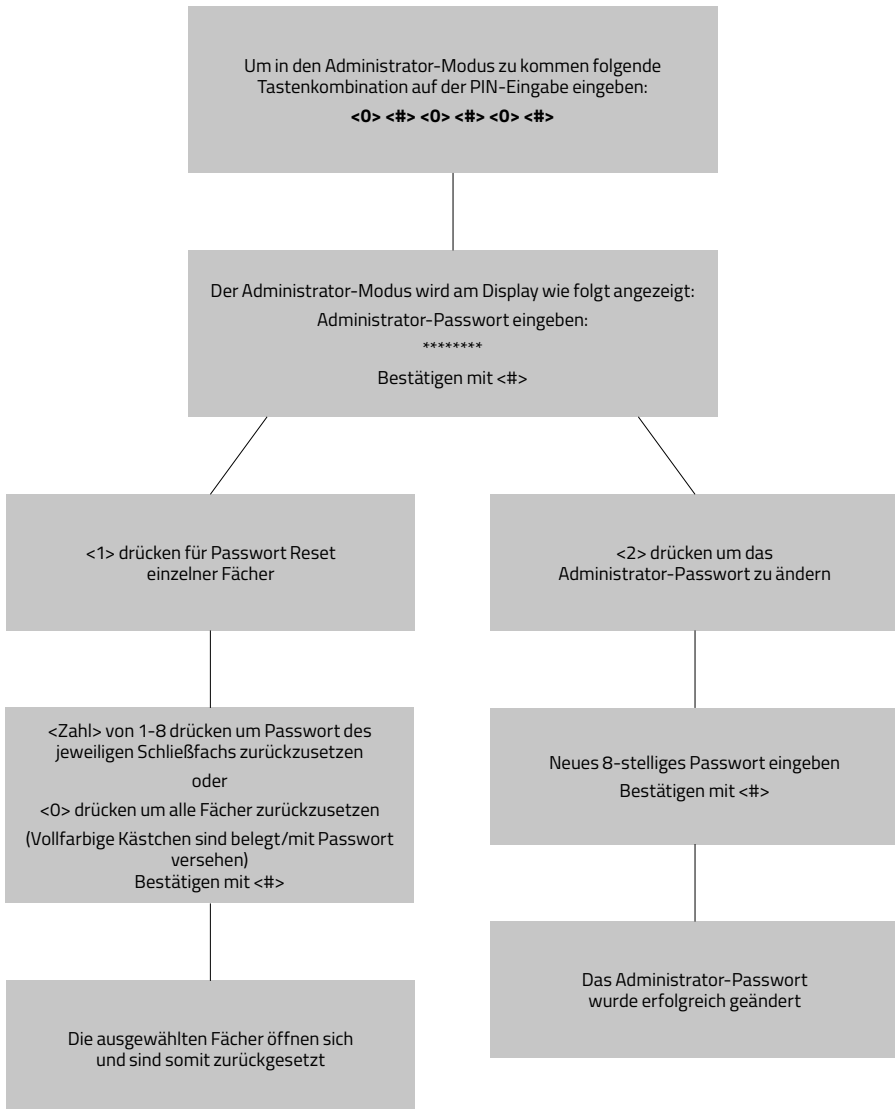 Um in den Administrator-Modus zu kommen folgende
Tastenkombination auf der PIN-Eingabe eingeben:
<0> <#> <0> <#> <0> <#>
Der Administrator-Modus wird am Display wie folgt angezeigt:
Administrator-Passwort eingeben:
********
Bestätigen mit <#>
<1> drücken für Passwort Reset
einzelner Fächer
<Zahl> von 1-8 drücken um Passwort des
jeweiligen Schließfachs zurückzusetzen
oder
<0> drücken um alle Fächer zurückzusetzen
(Vollfarbige Kästchen sind belegt/mit Passwort
versehen)
Bestätigen mit <#>
Die ausgewählten Fächer öffnen sich
und sind somit zurückgesetzt
<2> drücken um das
Administrator-Passwort zu ändern
Neues 8-stelliges Passwort eingeben
Bestätigen mit <#>
Das Administrator-Passwort
wurde erfolgreich geändert